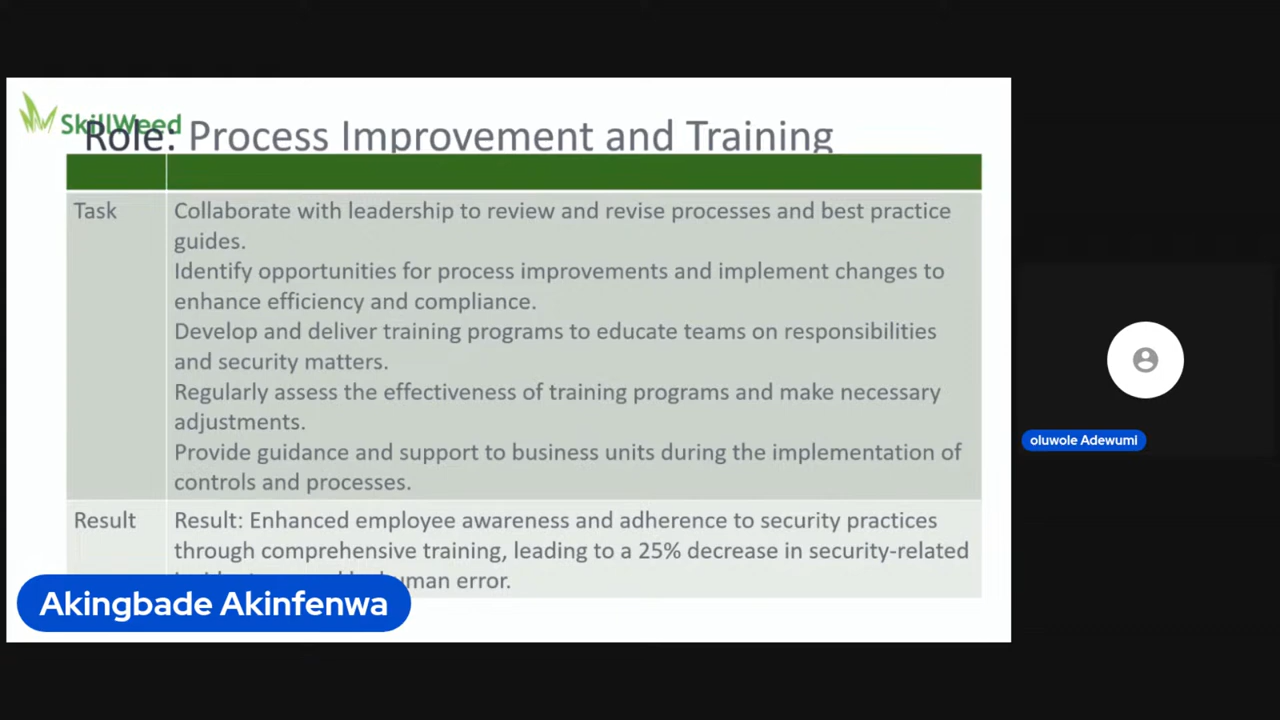 SkillWeed
Role: Process Improvement and Training
Task
Collaborate with leadership to review and revise processes and best practice
guides.
Identify opportunities for process improvements and implement changes to
enhance efficiency and compliance.
Develop and deliver training programs to educate teams on responsibilities
and security matters.
Regularly assess the effectiveness of training programs and make necessary
adjustments.
Provide guidance and support to business units during the implementation of
controls and processes.
Result
Result: Enhanced employee awareness and adherence to security practices
through comprehensive training, leading to a 25% decrease in security-related
human error.
Akingbade Akinfenwa
oluwole Adewumi